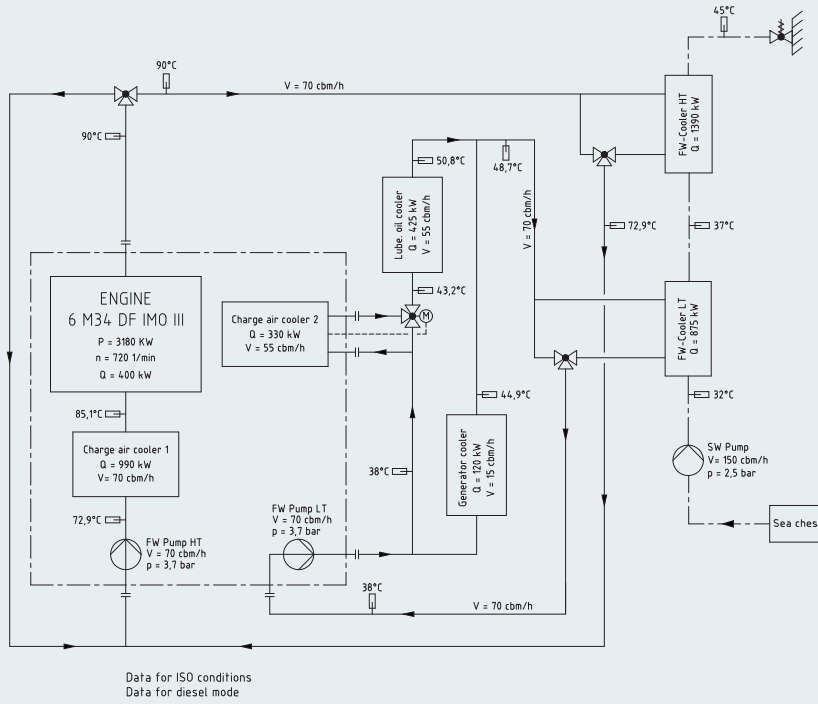 45°C
90°C
V = 70 cbm/h
FW-Cooler HT
Q = 1390 kW
90°C
50,8°C
48,7°C
Lube. oil cooler
Q = 425 kW
V = 55 cbm/h
V = 70 cbm/h
72,9°C
37°C
43,2°C
ENGINE
6 M34 DF IMO III
P = 3180 KW
n = 720 1/min
Q = 400 kW
Charge air cooler 2
Q = 330 kW
V = 55 cbm/h
M
FW-Cooler LT
Q = 875 kW
85,1°C
44,9°C
32°C
Charge air cooler 1
Q = 990 kW
V= 70 cbm/h
Generator cooler
Q = 120 kW
V = 15 cbm/h
SW Pump
V= 150 cbm/h
p = 2,5 bar
38°C
72,9°C
FW Pump HT
V = 70 cbm/h
p = 3,7 bar
FW Pump LT
V = 70 cbm/h
p = 3,7 bar
Sea ches
38°C
V = 70 cbm/h
Data for ISO conditions
Data for diesel mode